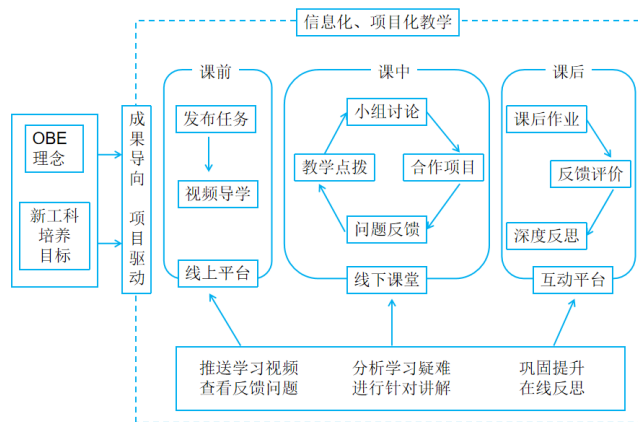 信息化、项目化教学
课前
课中
课后
OBE
理念
新工科
培养
目标
成果导向 项目驱动
发布任务
视频导学
线上平台
小组讨论
教学点拨
合作项目
问题反馈
线下课堂
课后作业
反馈评价
深度反思
互动平台
推送学习视频
查看反馈问题
分析学习疑难
进行针对讲解
巩固提升
在线反思